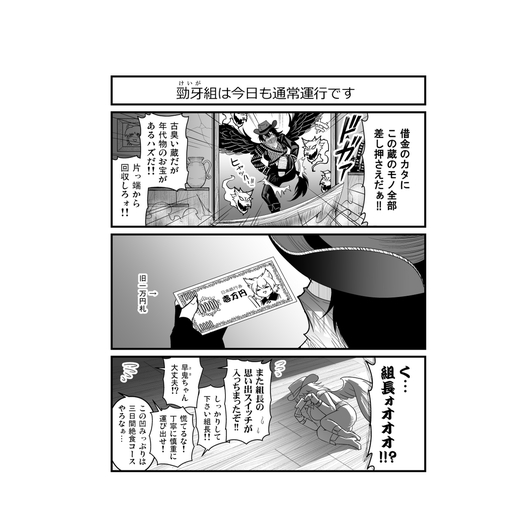 けいが
勁牙組は今日も通常運行です
借金のカタに
この蔵のモノ全部
差し押さえだぁ!!
ドガァ
古臭い蔵だが
年代物のお宝が
あるハズだ!!
片っ端から
回収しろォ!!
→
旧二万円札
壱万円
く…
組長ォオオオオ!!?
また組長の
思い出スイッチが
入っちまったぞ!!
しっかりして
下さい組長!!
早鬼ちゃん
大丈夫!?
慌てるな!
丁寧に慎重に
運び出せ!
この凹みっぷりは
三日間絶食コース
やろなぁ…